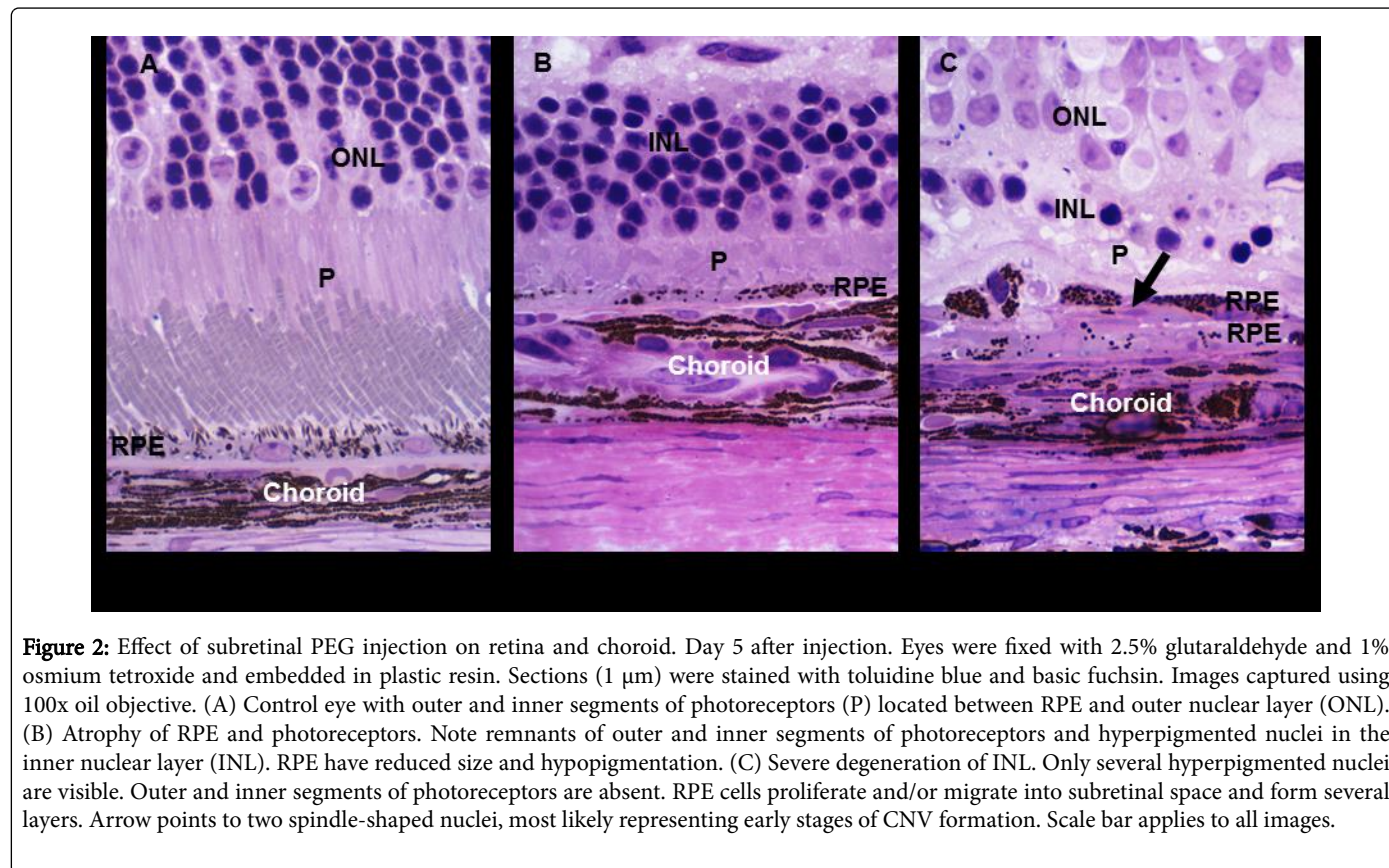 A
B
C
ONL
INL
ONL
INL
P
P
P
RPE
RPE
RPE
RPE
Choroid
Choroid
Choroid
Figure 2: Effect of subretinal PEG injection on retina and choroid. Day 5 after injection. Eyes were fixed with 2.5% glutaraldehyde and 1%
osmium tetroxide and embedded in plastic resin. Sections (1 μm) were stained with toluidine blue and basic fuchsin. Images captured using
100x oil objective. (A) Control eye with outer and inner segments of photoreceptors (P) located between RPE and outer nuclear layer (ONL).
(B) Atrophy of RPE and photoreceptors. Note remnants of outer and inner segments of photoreceptors and hyperpigmented nuclei in the
inner nuclear layer (INL). RPE have reduced size and hypopigmentation. (C) Severe degeneration of INL. Only several hyperpigmented nuclei
are visible. Outer and inner segments of photoreceptors are absent. RPE cells proliferate and/or migrate into subretinal space and form several
layers. Arrow points to two spindle-shaped nuclei, most likely representing early stages of CNV formation. Scale bar applies to all images.